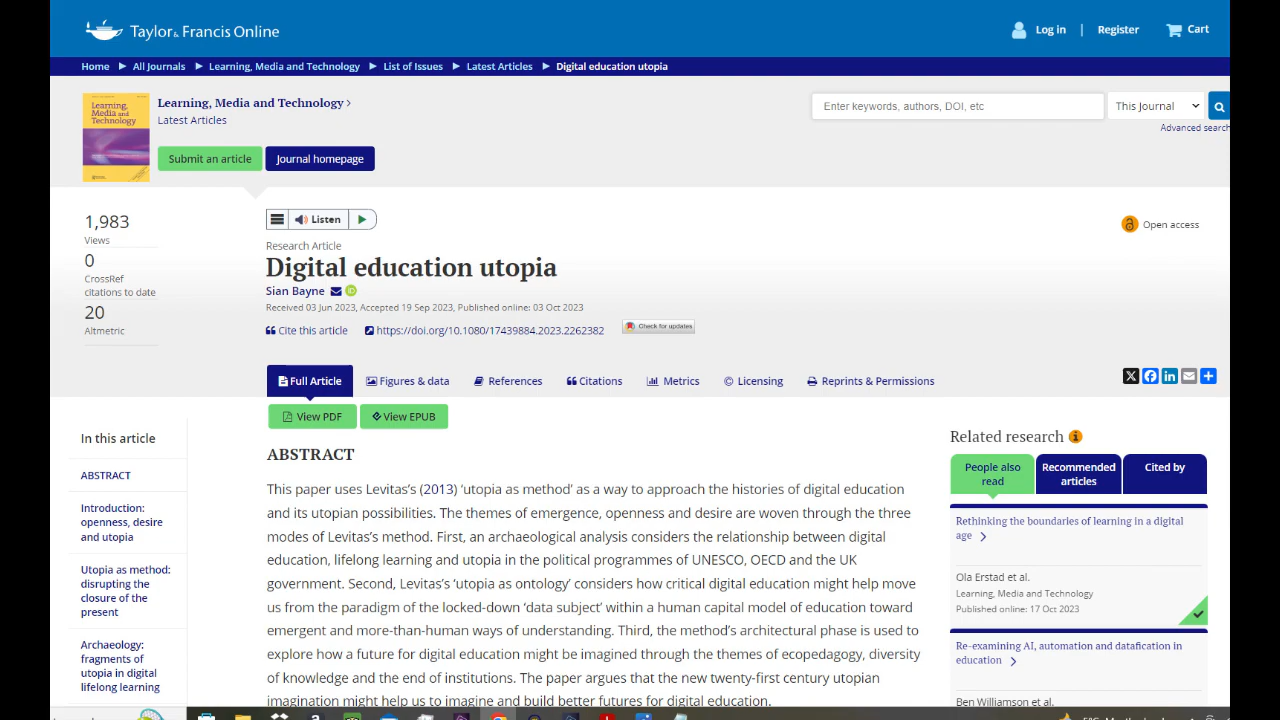 Taylor & Francis Online
Log in | Register Cart
Home ▶ All Journals ▶ Learning, Media and Technology ▶ List of Issues ▶ Latest Articles ▶ Digital education utopia
Learning, Media and Technology
Learning, Media and Technology >
Latest Articles
Submit an article Journal homepage
Enter keywords, authors, DOI, etc This Journal
Advanced search
1,983
Views
0
CrossRef
citations to date
20
Altmetric
Listen
Open access
Research Article
Digital education utopia
Sian Bayne
Received 03 Jun 2023, Accepted 19 Sep 2023, Published online: 03 Oct 2023
Cite this article https://doi.org/10.1080/17439884.2023.2262382 Check for updates
Full Article Figures & data References Citations Metrics Licensing Reprints & Permissions
View PDF View EPUB
In this article
ABSTRACT
Introduction:
openness, desire
and utopia
Utopia as method:
disrupting the
closure of the
present
Archaeology:
fragments of
utopia in digital
lifelong learning
ABSTRACT
This paper uses Levitas's (2013) 'utopia as method' as a way to approach the histories of digital education
and its utopian possibilities. The themes of emergence, openness and desire are woven through the three
modes of Levitas's method. First, an archaeological analysis considers the relationship between digital
education, lifelong learning and utopia in the political programmes of UNESCO, OECD and the UK
government. Second, Levitas's 'utopia as ontology' considers how critical digital education might help move
us from the paradigm of the locked-down 'data subject' within a human capital model of education toward
emergent and more-than-human ways of understanding. Third, the method's architectural phase is used to
explore how a future for digital education might be imagined through the themes of ecopedagogy, diversity
of knowledge and the end of institutions. The paper argues that the new twenty-first century utopian
imagination might help us to imagine and build better futures for digital education.
Related research
People also
read
Recommended
articles
Cited by
Rethinking the boundaries of learning in a digital
age >
Ola Erstad et al.
Learning, Media and Technology
Published online: 17 Oct 2023
Re-examining AI, automation and datafication in
education >
Ben Williamson et al.